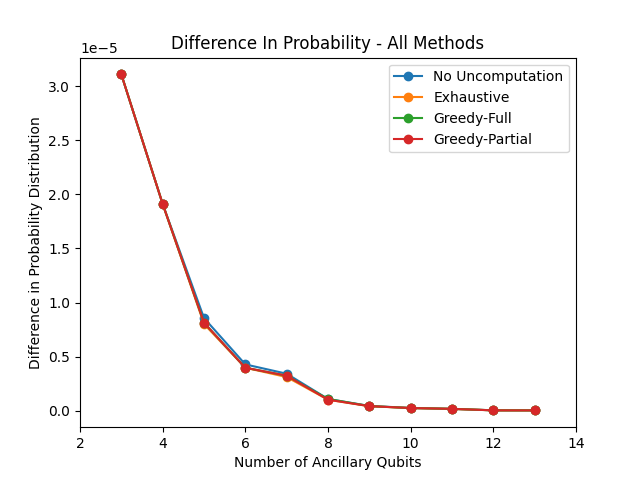 Difference In Probability - All Methods
1e−5
No Uncomputation
Exhaustive
Greedy-Full
Greedy-Partial
Difference in Probability Distribution
3.0
2.5
2.0
1.5
1.0
0.5
0.0
2 4 6 8 10 12 14
Number of Ancillary Qubits